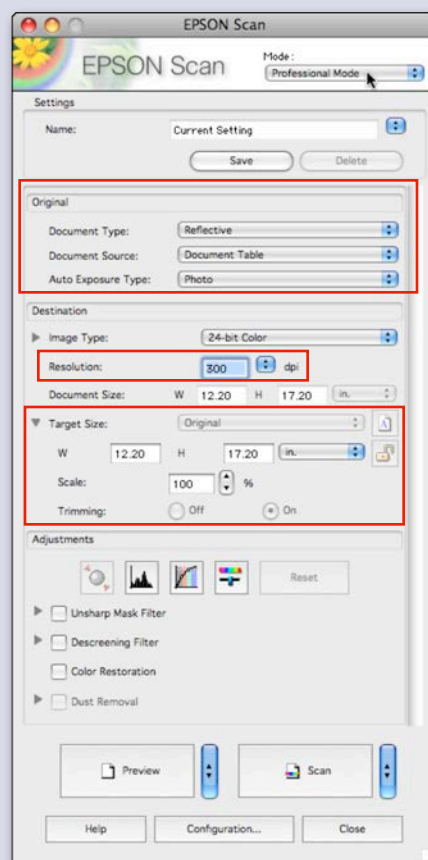 EPSON Scan
EPSON Scan
Mode:
Professional Mode
Settings
Name: Current Setting
Save Delete
Original
Document Type: Reflective
Document Source: Document Table
Auto Exposure Type: Photo
Destination
Image Type: 24-bit Color
Resolution: 300 dpi
Document Size: W 12.20 H 17.20 in.
Target Size: Original
W 12.20 H 17.20 in.
Scale: 100 %
Trimming: Off On
Adjustments
Reset
Unsharp Mask Filter
Descreening Filter
Color Restoration
Dust Removal
Preview Scan
Help Configuration... Close